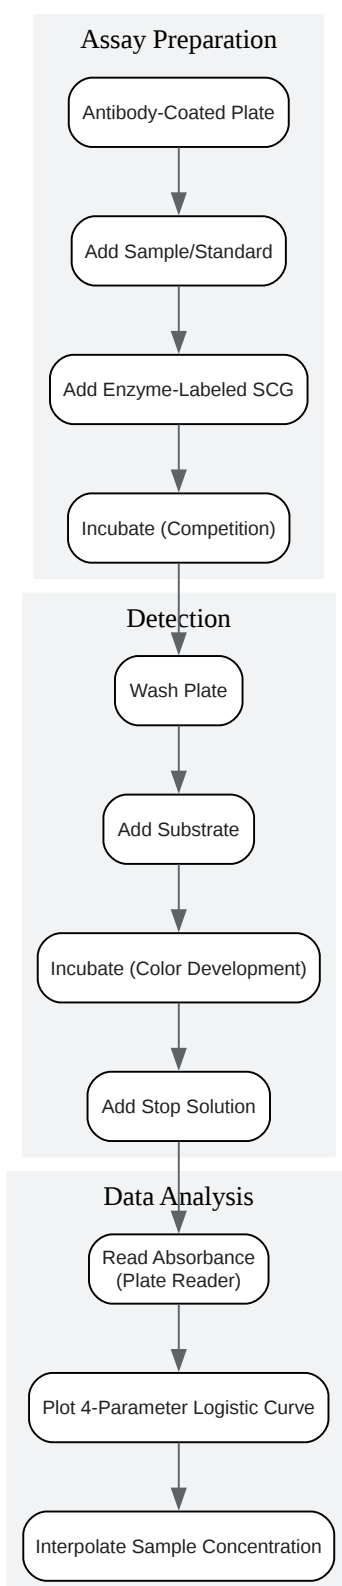 Assay Preparation
Antibody-Coated Plate
Add Sample/Standard
Add Enzyme-Labeled SCG
Incubate (Competition)
Detection
Wash Plate
Add Substrate
Incubate (Color Development)
Add Stop Solution
Data Analysis
Read Absorbance
(Plate Reader)
Plot 4-Parameter Logistic Curve
Interpolate Sample Concentration